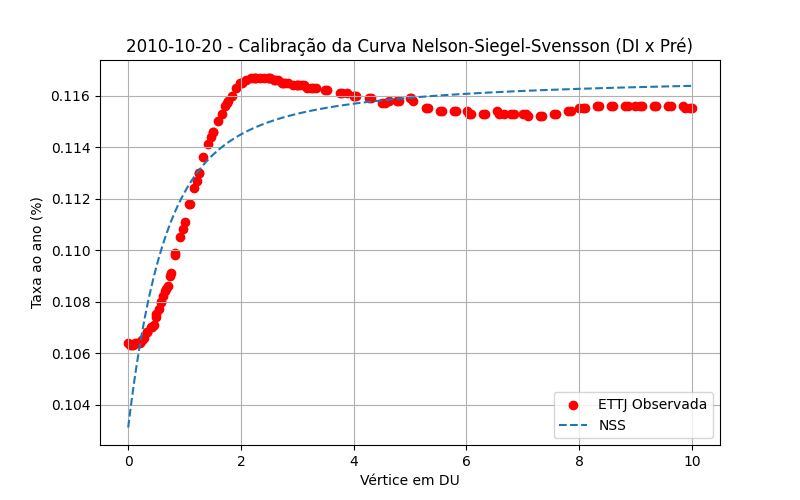 2010-10-20 - Calibração da Curva Nelson-Siegel-Svensson (DI x Pré)
Taxa ao ano (%)
0.116
0.114
0.112
0.110
0.108
0.106
0.104
ETTJ Observada
NSS
0
2
4
6
8
10
Vértice em DU